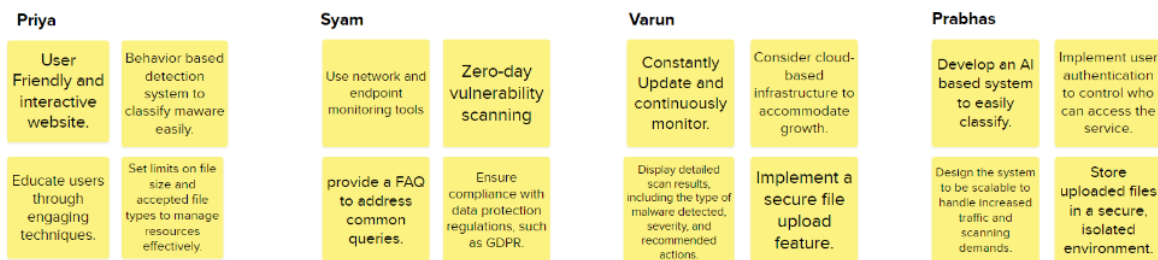 Priya
User
Friendly and
interactive
website.
Behavior based
detection
system to
classify maware
easily.
Educate users
through
engaging
techniques.
Set limits on file
size and
accepted file
types to manage
resources
effectively.
Syam
Use network and
endpoint
monitoring tools
Zero-day
vulnerability
scanning
provide a FAQ
to address
common
queries.
Ensure
compliance with
data protection
regulations, such
as GDPR.
Varun
Constantly
Update and
continuously
monitor.
Consider cloud-
based
infrastructure to
accommodate
growth.
Display detailed
scan results,
including the type
of malware detected,
severity, and
recommended
actions.
Implement a
secure file
upload
feature.
Prabhas
Develop an AI
based system
to easily
classify.
Implement user
authentication
to control who
can access the
service.
Design the system
to be scalable to
handle increased
traffic and
scanning
demands.
Store
uploaded files
in a secure,
isolated
environment.